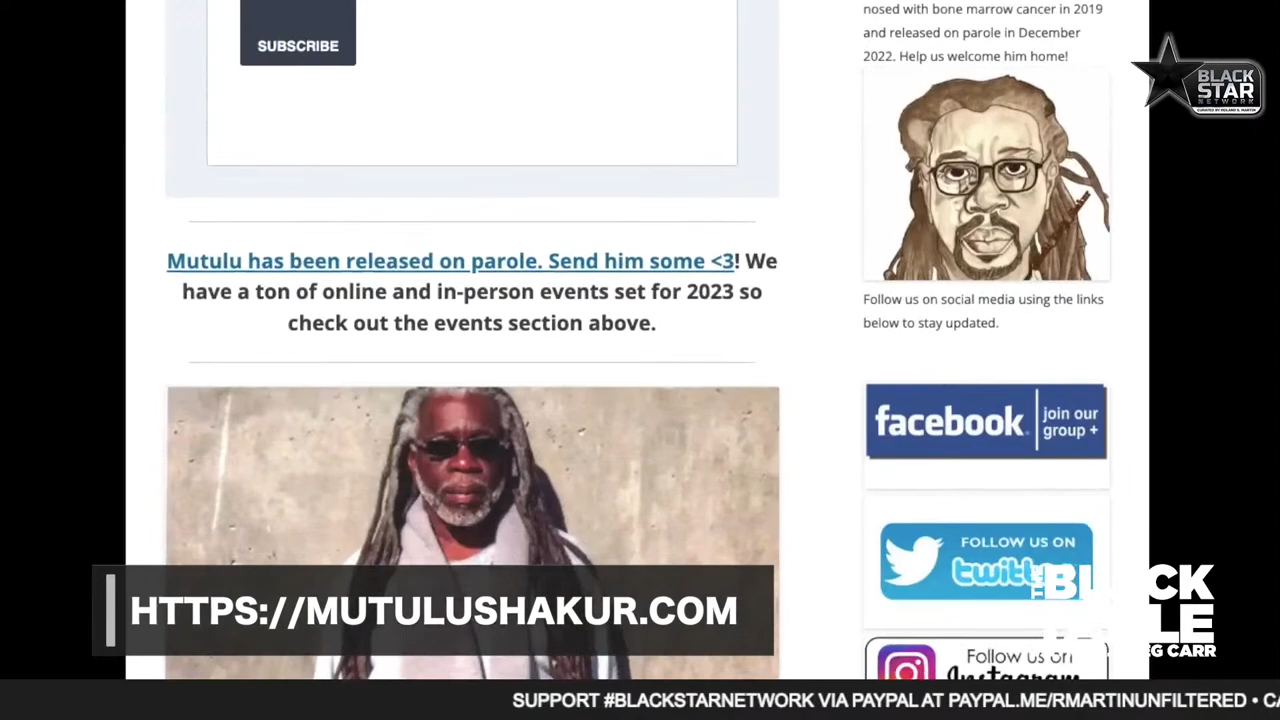 SUBSCRIBE
Mutulu has been released on parole. Send him some <3! We
have a ton of online and in-person events set for 2023 so
check out the events section above.
nosed with bone marrow cancer in 2019
and released on parole in December
2022. Help us welcome him home!
BLACK
STAR
NETWORK
Follow us on social media using the links
below to stay updated.
facebook
join our
group +
FOLLOW US ON
Follow us on
Instagram
HTTPS://MUTULUSHAKUR.COM
CARR
SUPPORT #BLACKSTARNETWORK VIA PAYPAL AT PAYPAL.ME/RMARTINUNFILTERED •